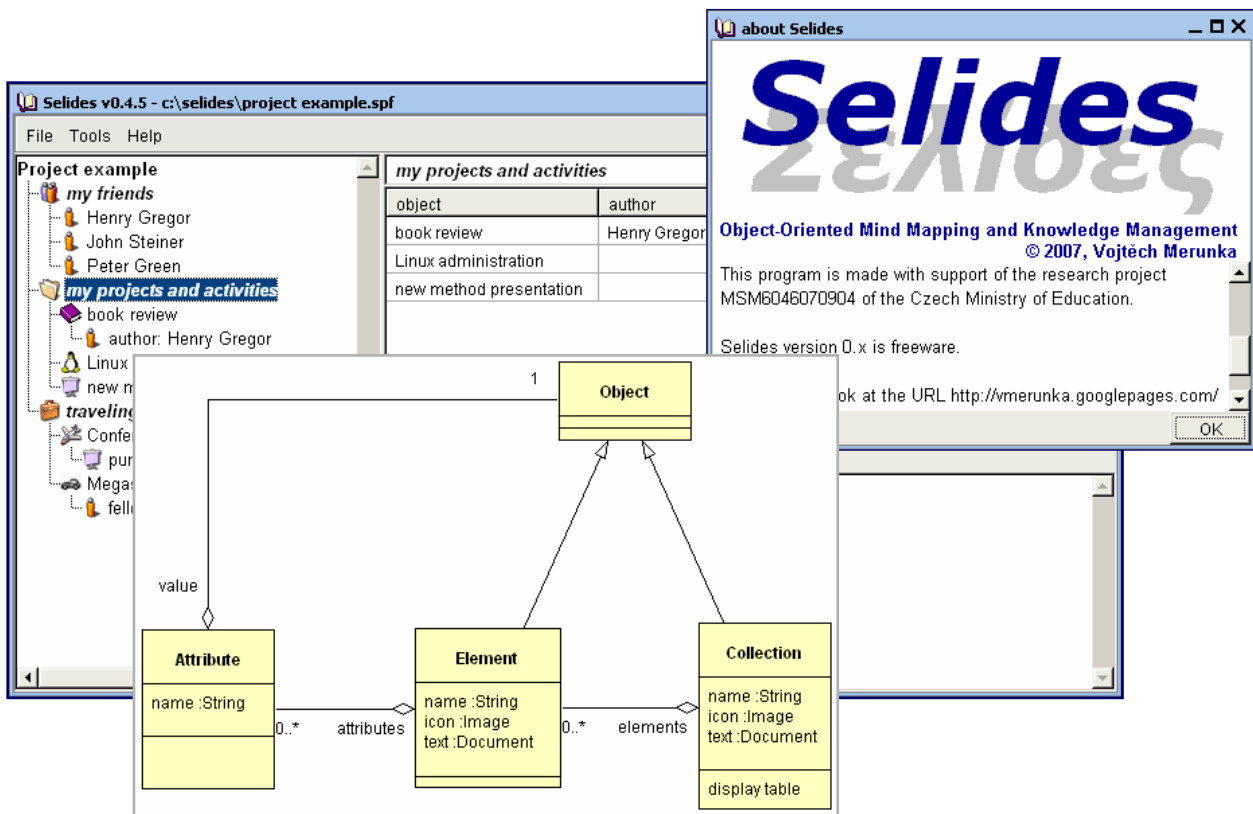 about Selides
Selides
Σελίδες
Object-Oriented Mind Mapping and Knowledge Management
© 2007, Vojtěch Merunka
This program is made with support of the research project
MSM6046070904 of the Czech Ministry of Education.
Selides version 0.x is freeware.
ok at the URL http://vmerunka.googlepages.com/
OK
Selides v0.4.5 - c:\selides\project example.spf
File Tools Help
Project example
my friends
Henry Gregor
John Steiner
Peter Green
my projects and activities
book review
author: Henry Gregor
Linux
new m
traveling
Confe
pur
Megas
fello
my projects and activities
object author
book review Henry Gregor
Linux administration
new method presentation
Object
1
value
Attribute
name :String
0..* attributes
Element
name :String
icon :Image
text :Document
0..* elements
Collection
name :String
icon :Image
text :Document
display table